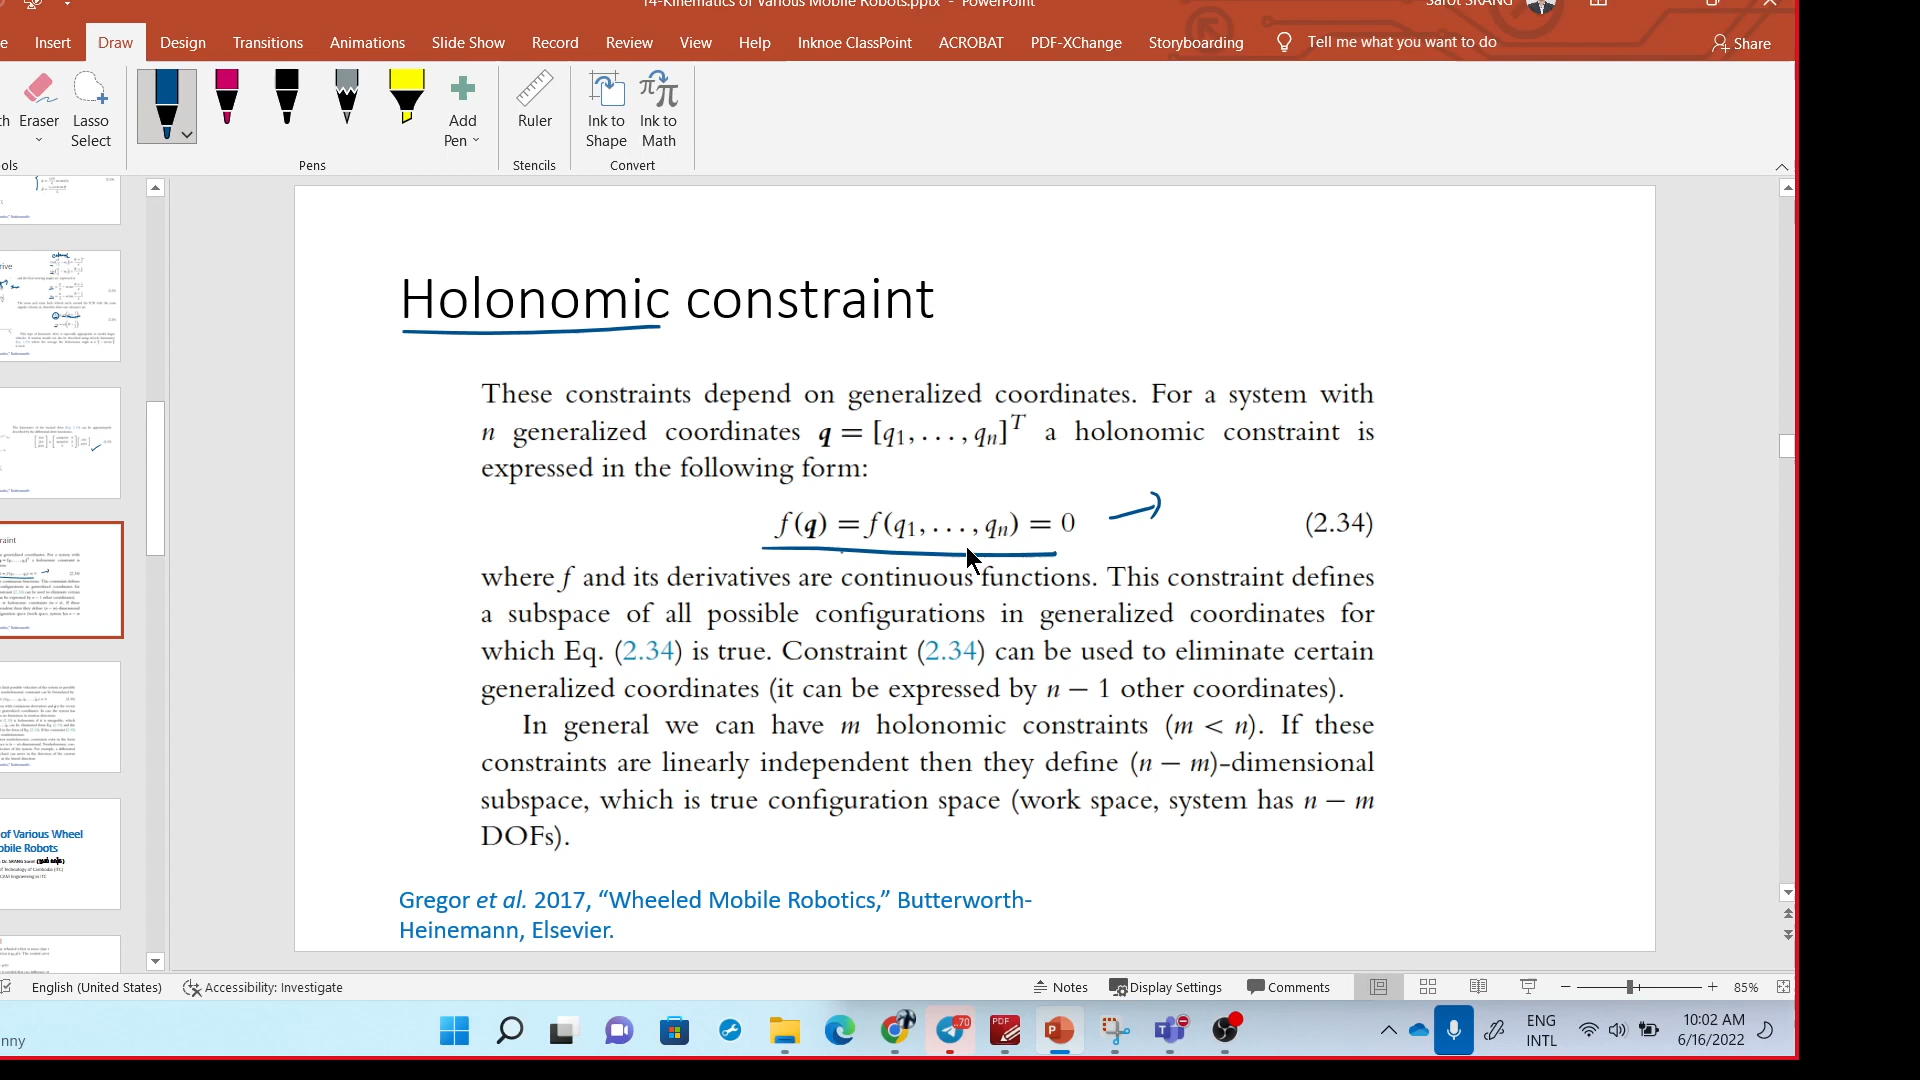 14-Kinematics of Various Mobile Robots.pptx - PowerPoint
Sarot SRANG
Insert Draw Design Transitions Animations Slide Show Record Review View Help Inknoe ClassPoint ACROBAT PDF-XChange Storyboarding Tell me what you want to do Share
Eraser
Lasso
Select
Add
Pen
Ruler
Ink to
Shape
Ink to
Math
Pens
Stencils
Convert
Holonomic constraint
These constraints depend on generalized coordinates. For a system with
n generalized coordinates q = [q₁, . . . , qₙ]ᵀ a holonomic constraint is
expressed in the following form:
f(q) = f(q₁, . . . , qₙ) = 0 (2.34)
where f and its derivatives are continuous functions. This constraint defines
a subspace of all possible configurations in generalized coordinates for
which Eq. (2.34) is true. Constraint (2.34) can be used to eliminate certain
generalized coordinates (it can be expressed by n − 1 other coordinates).
In general we can have m holonomic constraints (m < n). If these
constraints are linearly independent then they define (n − m)-dimensional
subspace, which is true configuration space (work space, system has n − m
DOFs).
Gregor et al. 2017, “Wheeled Mobile Robotics,” Butterworth-
Heinemann, Elsevier.
of Various Wheel
obile Robots
English (United States) Accessibility: Investigate Notes Display Settings Comments 85%
nny
ENG
INTL
10:02 AM
6/16/2022